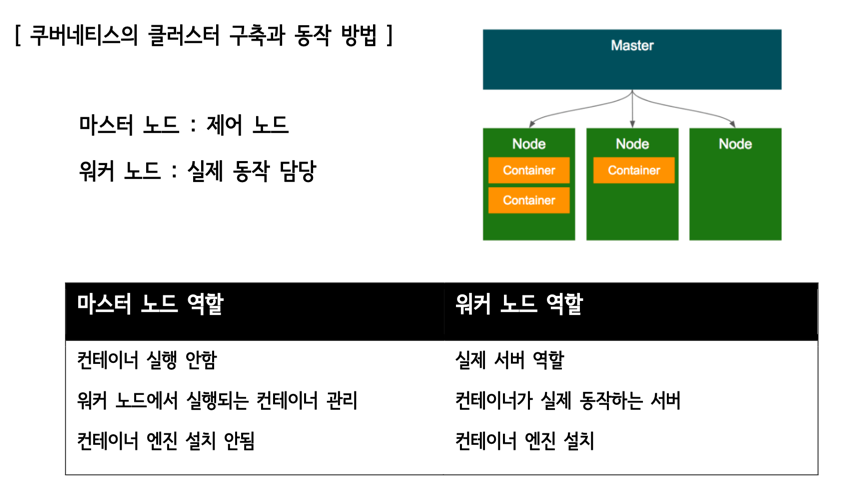 [ 쿠버네티스의 클러스터 구축과 동작 방법 ]
마스터 노드 : 제어 노드
워커 노드 : 실제 동작 담당
Master
Node
Container
Container
Node
Container
Node
마스터 노드 역할
워커 노드 역할
컨테이너 실행 안함
실제 서버 역할
워커 노드에서 실행되는 컨테이너 관리
컨테이너가 실제 동작하는 서버
컨테이너 엔진 설치 안됨
컨테이너 엔진 설치